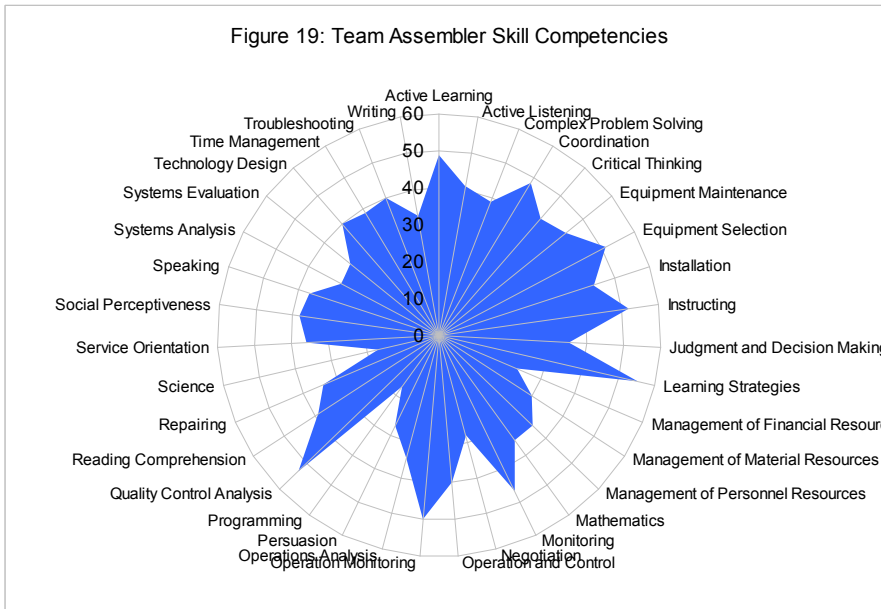 Figure 19: Team Assembler Skill Competencies
Active Learning
Active Listening
Complex Problem Solving
Coordination
Critical Thinking
Equipment Maintenance
Equipment Selection
Installation
Instructing
Judgment and Decision Making
Learning Strategies
Management of Financial Resour
Management of Material Resources
Management of Personnel Resources
Mathematics
Monitoring
Negotiation
Operation and Control
Operation Monitoring
Operations Analysis
Persuasion
Programming
Quality Control Analysis
Reading Comprehension
Repairing
Science
Service Orientation
Social Perceptiveness
Speaking
Systems Analysis
Systems Evaluation
Technology Design
Time Management
Troubleshooting
Writing
60
50
40
30
20
10
0